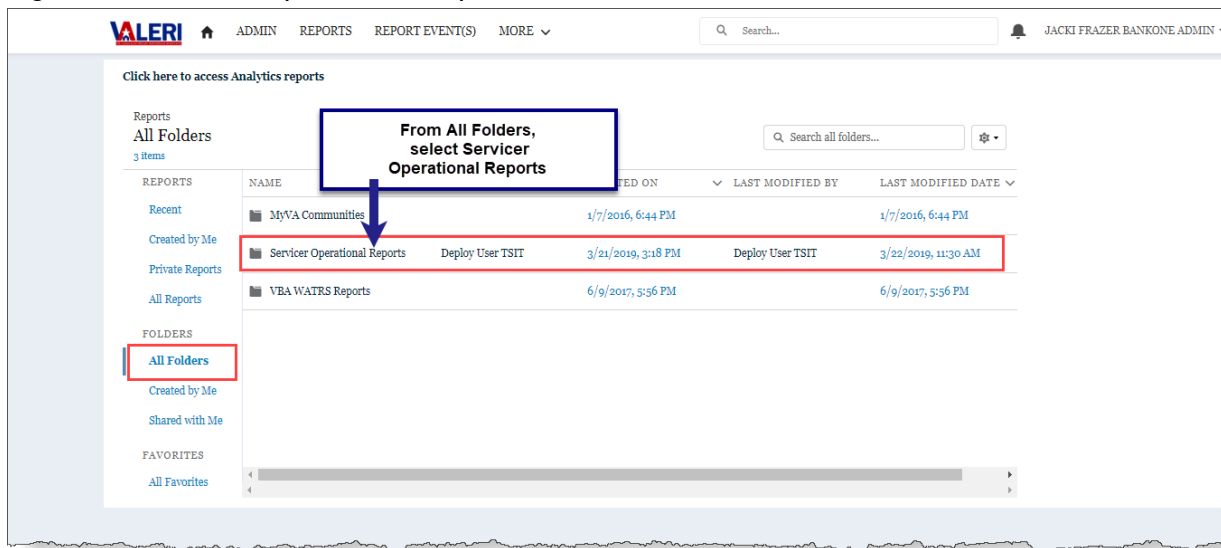 VALERI ADMIN REPORTS REPORT EVENT(S) MORE Search... JACKI FRAZER BANKONE ADMIN
Click here to access Analytics reports
Reports
All Folders
3 items
From All Folders,
select Servicer
Operational Reports
Search all folders...
REPORTS
Recent
Created by Me
Private Reports
All Reports
FOLDERS
All Folders
Created by Me
Shared with Me
FAVORITES
All Favorites
NAME TED ON LAST MODIFIED BY LAST MODIFIED DATE
MyVA Communities 1/7/2016, 6:44 PM 1/7/2016, 6:44 PM
Servicer Operational Reports Deploy User TSIT 3/21/2019, 3:18 PM Deploy User TSIT 3/22/2019, 11:30 AM
VBA WATRS Reports 6/9/2017, 5:56 PM 6/9/2017, 5:56 PM